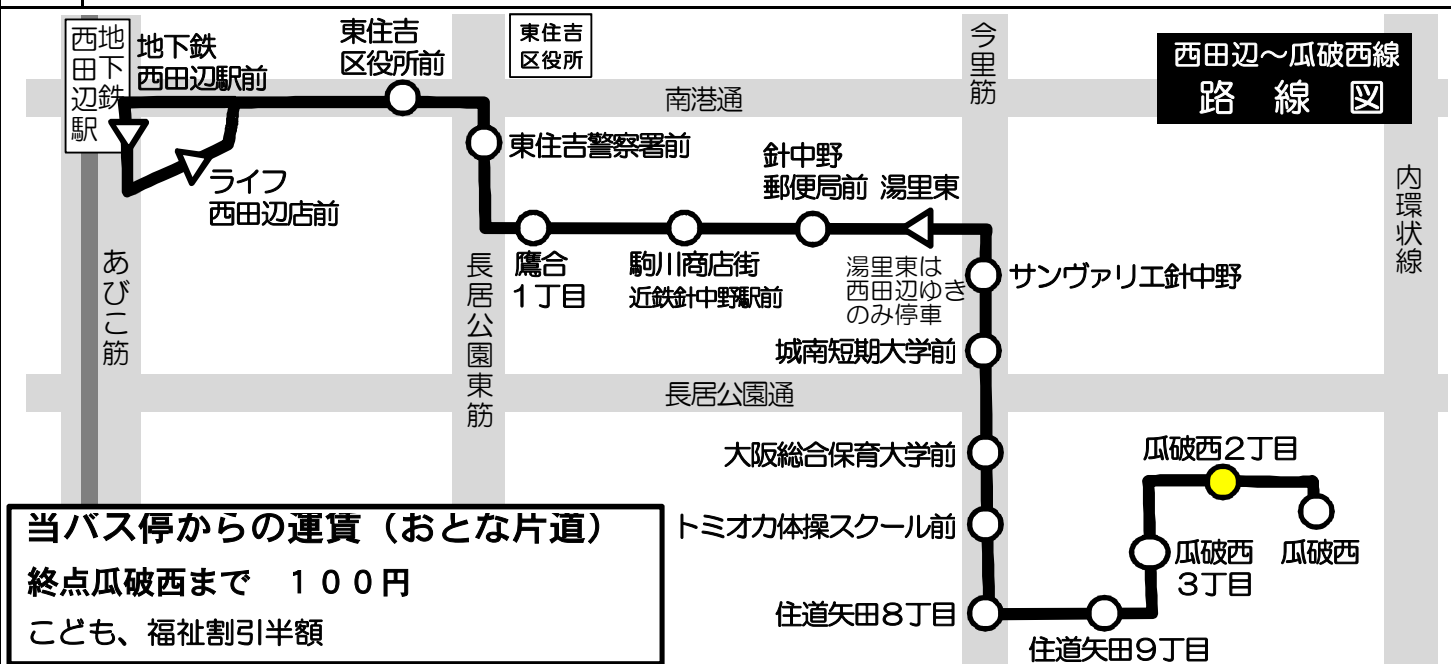 西田辺～瓜破西線
路線図
地下鉄
西田辺駅
地下鉄
西田辺駅前
東住吉
区役所前
東住吉
区役所
今里筋
南港通
東住吉警察署前
ライフ
西田辺店前
針中野
郵便局前
湯里東
内環状線
あびこ筋
長居公園東筋
鷹合
1丁目
駒川商店街
近鉄針中野駅前
湯里東は
西田辺ゆき
のみ停車
サンヴァリエ針中野
城南短期大学前
長居公園通
大阪総合保育大学前
瓜破西2丁目
トミオカ体操スクール前
瓜破西
3丁目
瓜破西
住道矢田8丁目
住道矢田9丁目
当バス停からの運賃（おとな片道）
終点瓜破西まで　１００円
こども、福祉割引半額